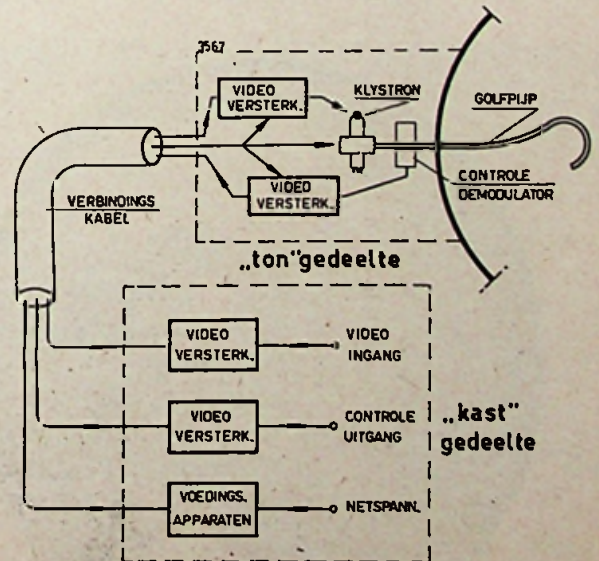 3567
VIDEO
VERSTERK.
KLYSTRON
GOLFPIJP
VIDEO
VERSTERK.
CONTROLE
DEMODULATOR
VERBINDINGS
KABEL
„ton"gedeelte
VIDEO
VERSTERK.
VIDEO
INGANG
VIDEO
VERSTERK.
CONTROLE
UITGANG
„kast"
gedeelte
VOEDINGS.
APPARATEN
NETSPANN.